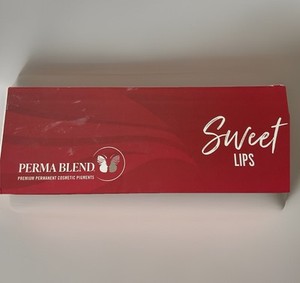 Sweet
LIPS
PERMA BLEND
PREMIUM PERMANENT COSMETIC PIGMENTS